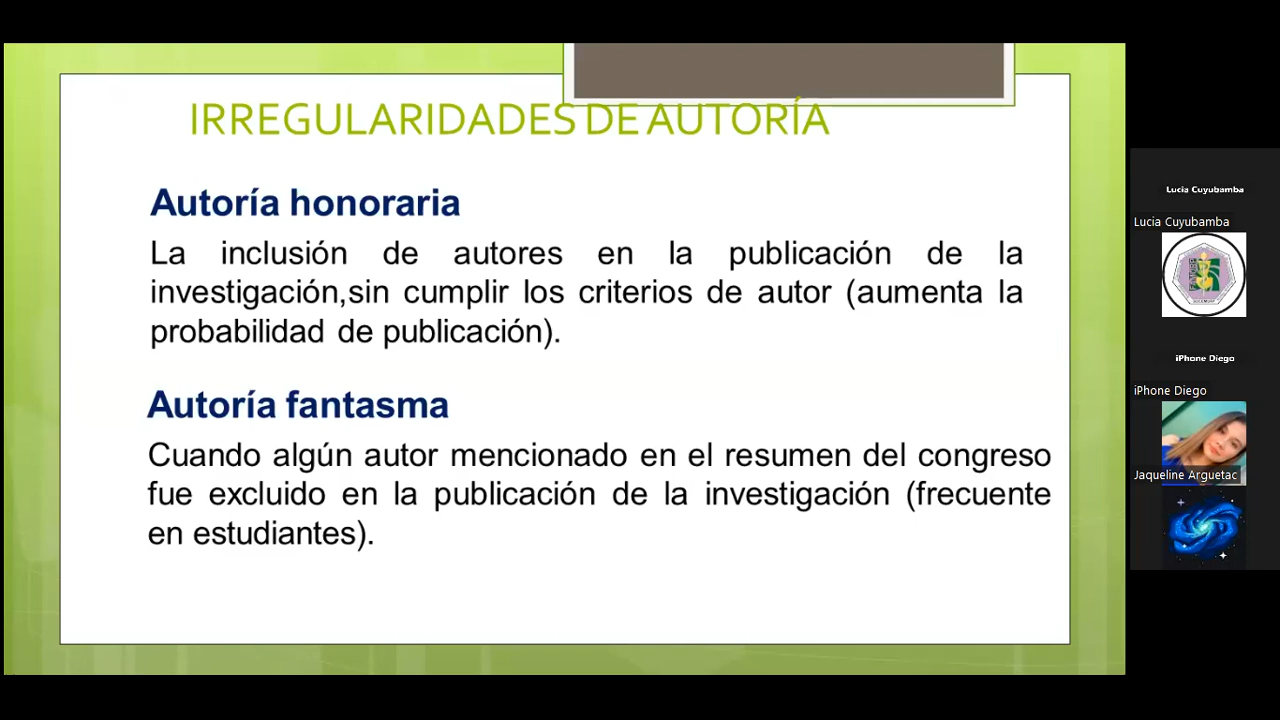 IRREGULARIDADES DE AUTORÍA
Autoría honoraria
La inclusión de autores en la publicación de la
investigación,sin cumplir los criterios de autor (aumenta la
probabilidad de publicación).
Autoría fantasma
Cuando algún autor mencionado en el resumen del congreso
fue excluido en la publicación de la investigación (frecuente
en estudiantes).
Lucia Cuyubamba
Lucia Cuyubamba
iPhone Diego
iPhone Diego
Jaqueline Arguetac